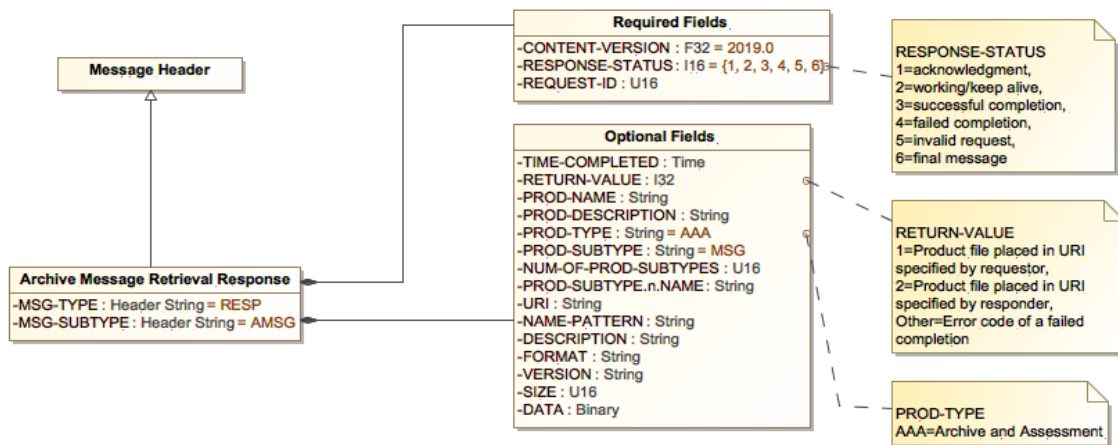 Message Header
Archive Message Retrieval Response
-MSG-TYPE : Header String = RESP
-MSG-SUBTYPE : Header String = AMSG
Required Fields
-CONTENT-VERSION : F32 = 2019.0
-RESPONSE-STATUS : I16 = {1, 2, 3, 4, 5, 6}
-REQUEST-ID : U16
Optional Fields
-TIME-COMPLETED : Time
-RETURN-VALUE : I32
-PROD-NAME : String
-PROD-DESCRIPTION : String
-PROD-TYPE : String = AAA
-PROD-SUBTYPE : String = MSG
-NUM-OF-PROD-SUBTYPES : U16
-PROD-SUBTYPE.n.NAME : String
-URI : String
-NAME-PATTERN : String
-DESCRIPTION : String
-FORMAT : String
-VERSION : String
-SIZE : U16
-DATA : Binary
RESPONSE-STATUS
1=acknowledgment,
2=working/keep alive,
3=successful completion,
4=failed completion,
5=invalid request,
6=final message
RETURN-VALUE
1=Product file placed in URI
specified by requestor,
2=Product file placed in URI
specified by responder,
Other=Error code of a failed
completion
PROD-TYPE
AAA=Archive and Assessment